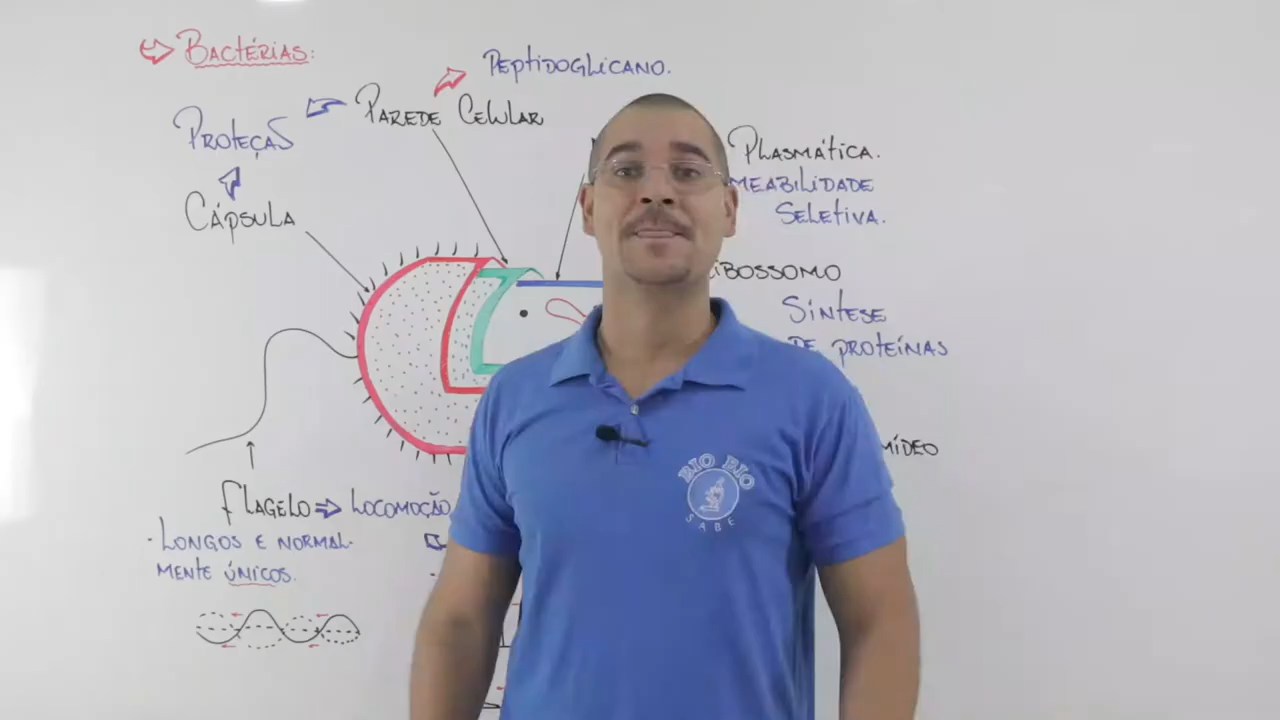 Bactérias:
Peptidoglicano.
Parede Celular
Proteção
Cápsula
Plasmática.
meabilidade
Seletiva.
ibossomo
Síntese
de proteínas
mídeo
Flagelo ⇒ Locomoção
·Longos e normal-
mente únicos.
BIO BIO
SABE